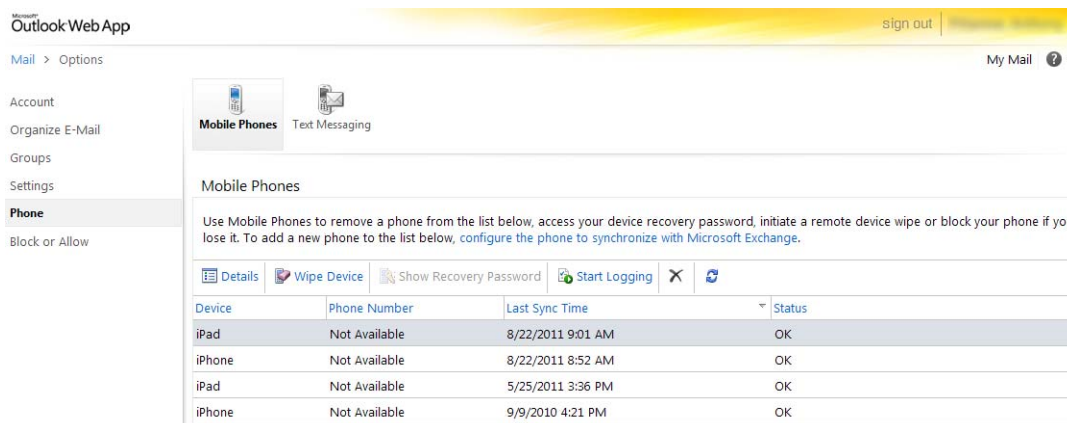 Microsoft®
Outlook Web App
sign out
Mail > Options
My Mail
Account
Organize E-Mail
Groups
Settings
Phone
Block or Allow
Mobile Phones
Text Messaging
Mobile Phones
Use Mobile Phones to remove a phone from the list below, access your device recovery password, initiate a remote device wipe or block your phone if yo
lose it. To add a new phone to the list below, configure the phone to synchronize with Microsoft Exchange.
Details Wipe Device Show Recovery Password Start Logging
Device Phone Number Last Sync Time Status
iPad Not Available 8/22/2011 9:01 AM OK
iPhone Not Available 8/22/2011 8:52 AM OK
iPad Not Available 5/25/2011 3:36 PM OK
iPhone Not Available 9/9/2010 4:21 PM OK